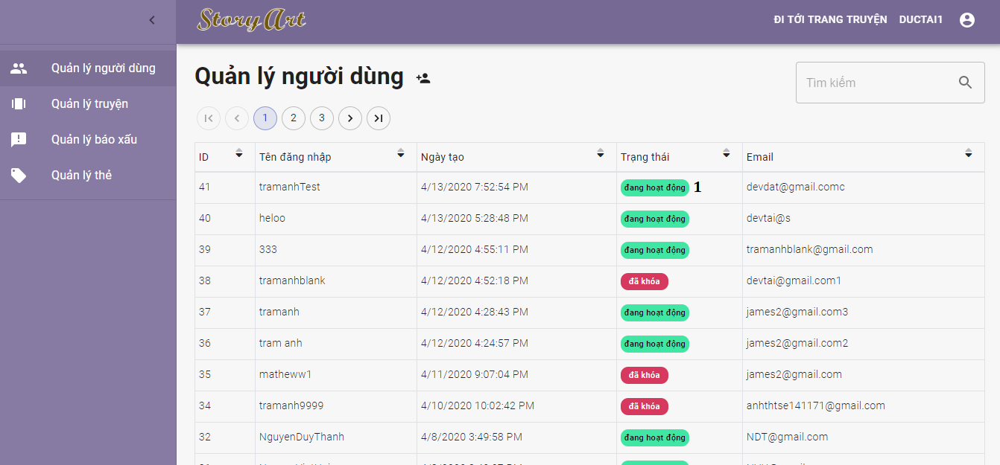 Story Art
ĐI TỚI TRANG TRUYỆN DUCTAI1
Quản lý người dùng
Quản lý truyện
Quản lý báo xấu
Quản lý thẻ
Quản lý người dùng
Tìm kiếm
1 2 3
ID Tên đăng nhập Ngày tạo Trạng thái Email
41 tramanhTest 4/13/2020 7:52:54 PM đang hoạt động 1 devdat@gmail.comc
40 heloo 4/13/2020 5:28:48 PM đang hoạt động devtai@s
39 333 4/12/2020 4:55:11 PM đang hoạt động tramanhblank@gmail.com
38 tramanhblank 4/12/2020 4:52:18 PM đã khóa devtai@gmail.com1
37 tramanh 4/12/2020 4:28:43 PM đang hoạt động james2@gmail.com3
36 tram anh 4/12/2020 4:24:57 PM đang hoạt động james2@gmail.com2
35 matheww1 4/11/2020 9:07:04 PM đã khóa james2@gmail.com
34 tramanh9999 4/10/2020 10:02:42 PM đã khóa anhthtse141171@gmail.com
32 NguyenDuyThanh 4/8/2020 3:49:58 PM đang hoạt động NDT@gmail.com